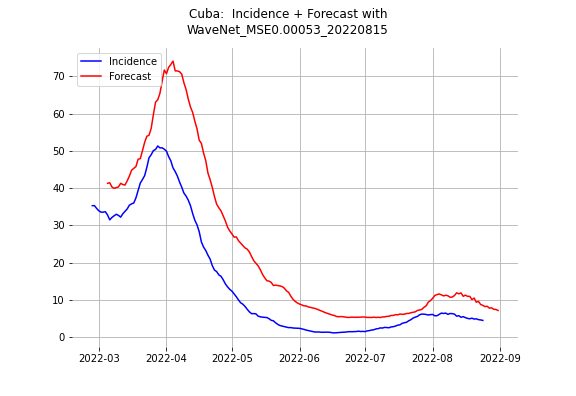 Cuba:  Incidence + Forecast with
WaveNet_MSE0.00053_20220815
Incidence
Forecast
70
60
50
40
30
20
10
0
2022-03 2022-04 2022-05 2022-06 2022-07 2022-08 2022-09